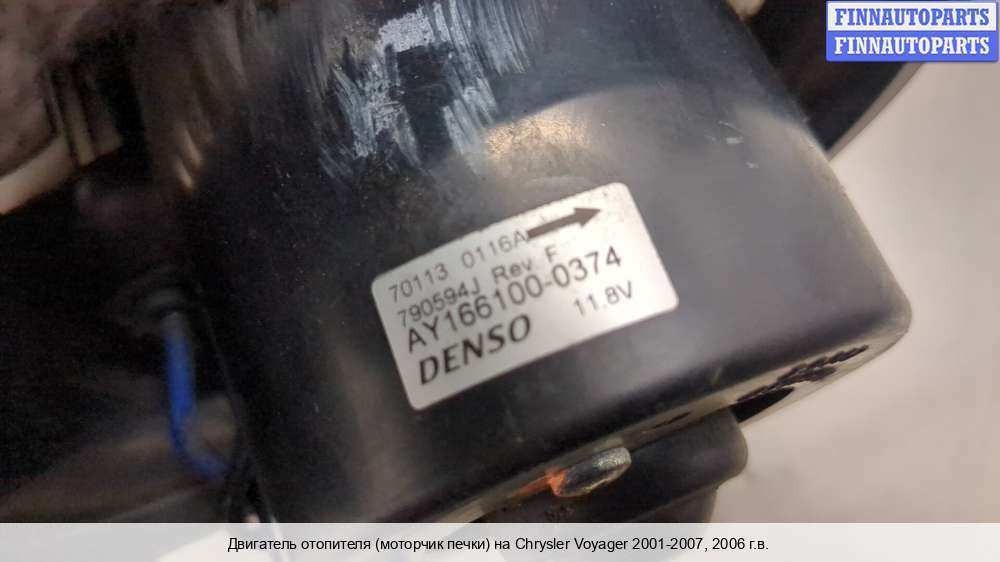 FINNAUTOPARTS
FINNAUTOPARTS
70113 0116A
790594J Rev F
AY166100-0374
DENSO 11.8V
Двигатель отопителя (моторчик печки) на Chrysler Voyager 2001-2007, 2006 г.в.